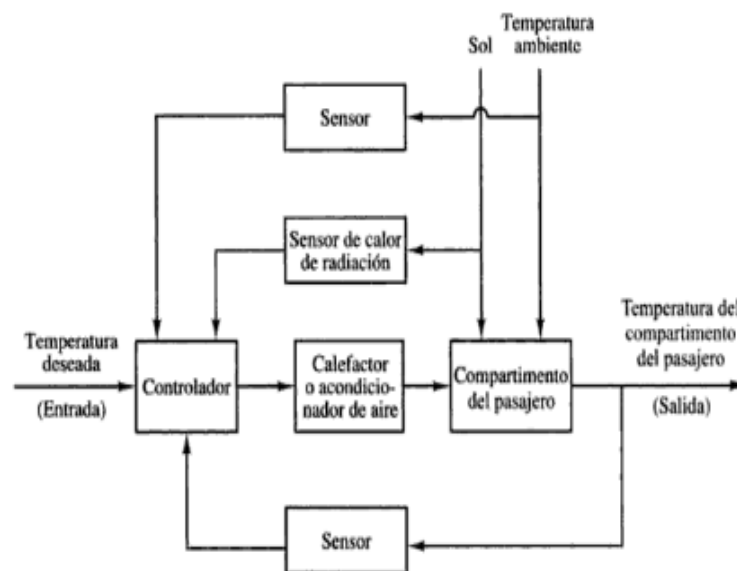 Sol
Temperatura
ambiente
Sensor
Sensor de calor
de radiación
Temperatura
deseada
(Entrada)
Controlador
Calefactor
o acondicio-
nador de aire
Compartimento
del pasajero
Temperatura del
compartimento
del pasajero
(Salida)
Sensor